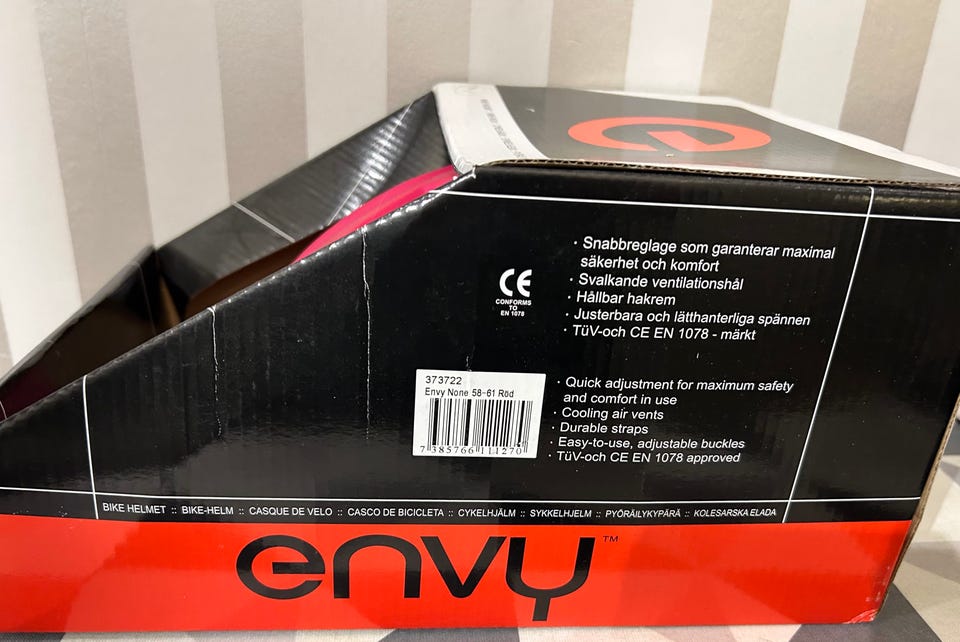 · Snabbreglage som garanterar maximal
säkerhet och komfort
· Svalkande ventilationshål
· Hållbar hakrem
· Justerbara och lätthanterliga spännen
· TüV-och CE EN 1078 - märkt
CE
CONFORMS
TO
EN 1078
373722
Envy None 58-61 Röd
7 385766 111270
· Quick adjustment for maximum safety
and comfort in use
· Cooling air vents
· Durable straps
· Easy-to-use, adjustable buckles
· TüV-och CE EN 1078 approved
BIKE HELMET :: BIKE-HELM :: CASQUE DE VELO :: CASCO DE BICICLETA :: CYKELHJÄLM :: SYKKELHJELM :: PYÖRÄILYKYPÄRÄ :: KOLESARSKA ELADA
envy™